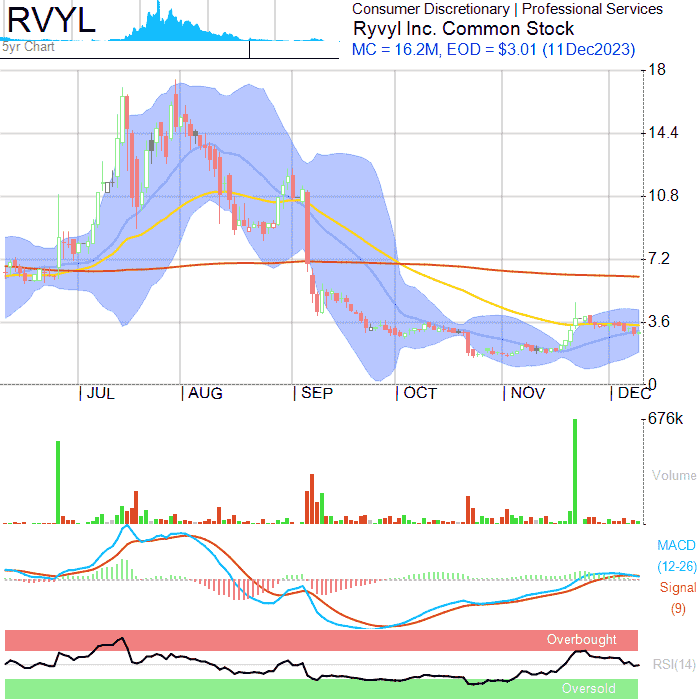 RVYL
Consumer Discretionary | Professional Services
Ryvyl Inc. Common Stock
5yr Chart
MC = 16.2M, EOD = $3.01 (11Dec2023)
18
14.4
10.8
7.2
3.6
0
| JUL | AUG | SEP | OCT | NOV | DEC
676k
Volume
MACD
(12-26)
Signal
(9)
Overbought
RSI(14)
Oversold